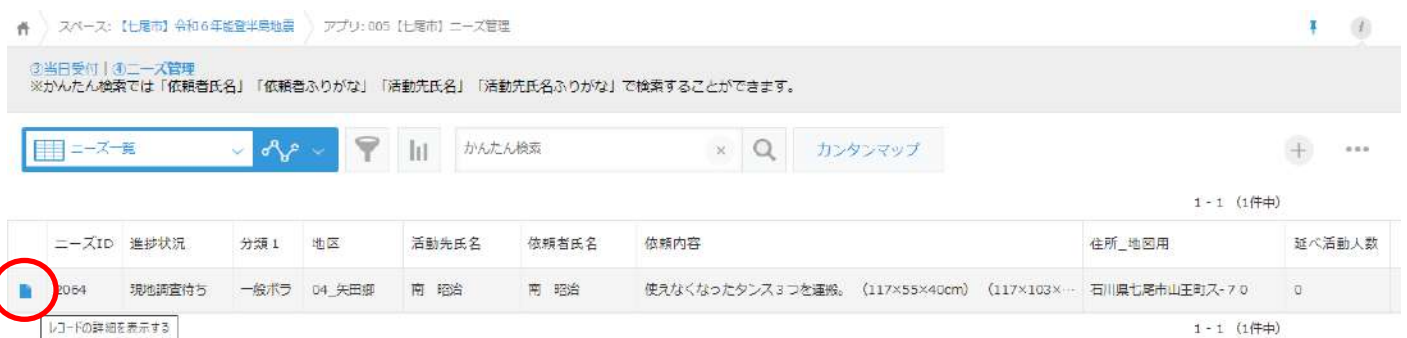 スペース: 【七尾市】令和6年能登半島地震 アプリ: 005【七尾市】ニーズ管理
③当日受付 | ④ニーズ管理
※かんたん検索では「依頼者氏名」「依頼者ふりがな」「活動先氏名」「活動先氏名ふりがな」で検索することができます。
ニーズ一覧 かんたん検索 × カンタンマップ
1 - 1 (1件中)
ニーズID 進捗状況 分類1 地区 活動先氏名 依頼者氏名 依頼内容 住所_地図用 延べ活動人数
2064 現地調査待ち 一般ボラ 04_矢田郷 南 昭治 南 昭治 使えなくなったタンス3つを運搬。 (117×55×40cm) (117×103×… 石川県七尾市山王町ス-70 0
レコードの詳細を表示する
1 - 1 (1件中)